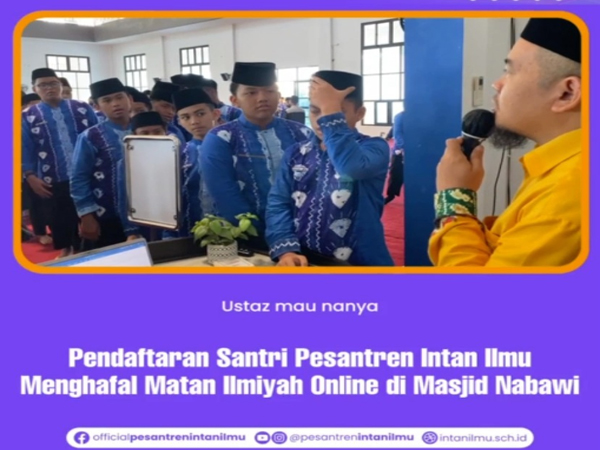 Ustaz mau nanya
Pendaftaran Santri Pesantren Intan Ilmu
Menghafal Matan Ilmiyah Online di Masjid Nabawi
officialpesantrenintanilmu @pesantrenintanilmu intanilmu.sch.id